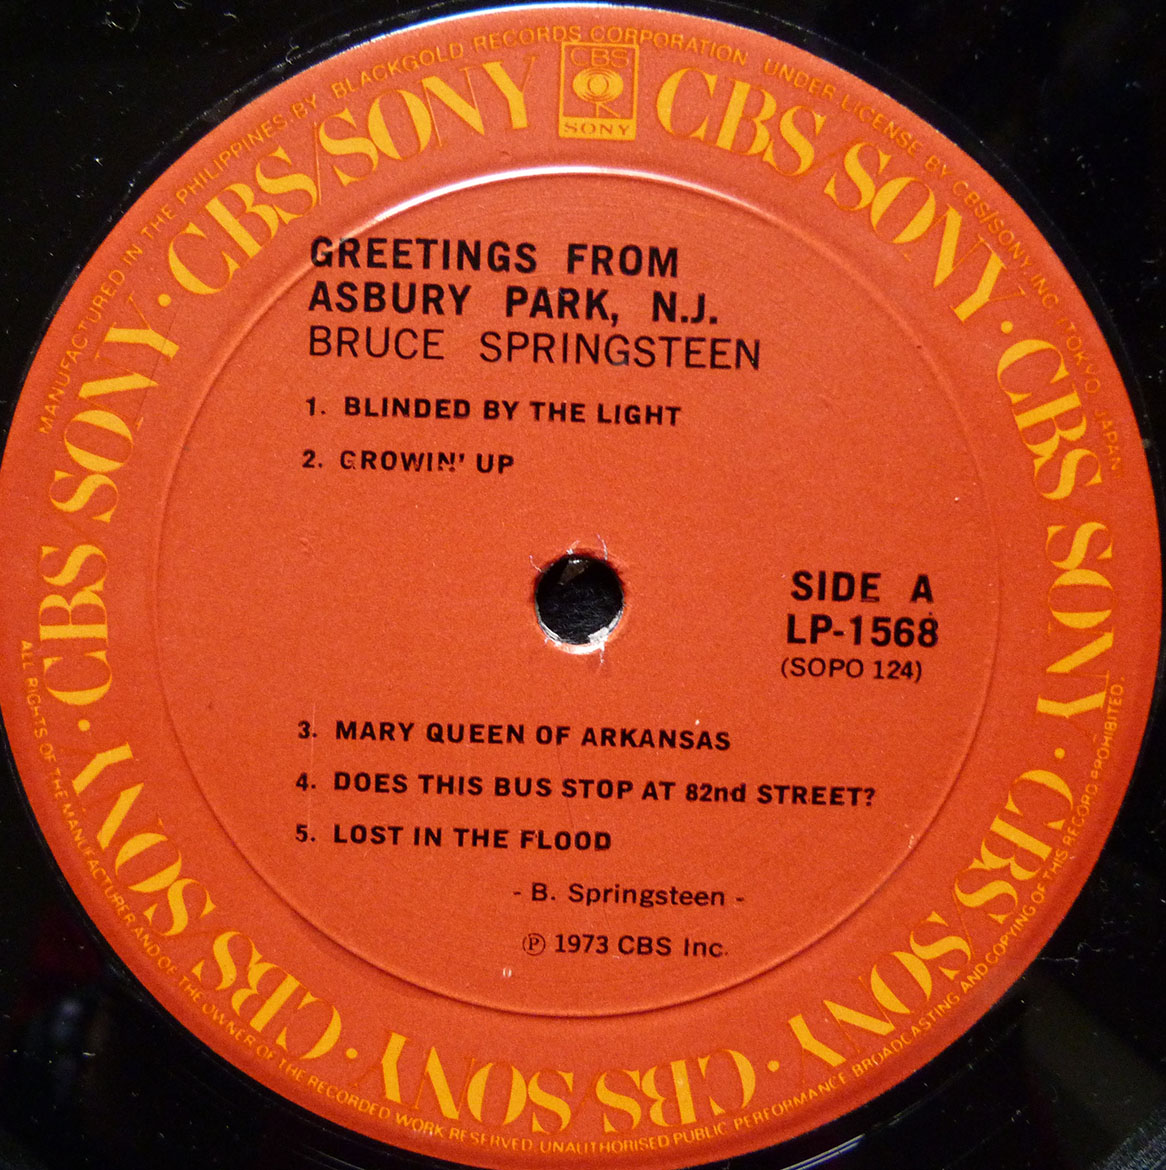 MANUFACTURED IN THE PHILIPPINES BY BLACKGOLD RECORDS CORPORATION UNDER LICENSE BY CBS/SONY, INC. (TOKYO, JAPAN.
CBS/SONY · CBS/SONY
CBS
SONY
CBS/SONY · CBS/SONY · CBS/SONY · CBS/SONY · CBS/SONY · CBS/SONY ·
GREETINGS FROM
ASBURY PARK, N.J.
BRUCE SPRINGSTEEN
1. BLINDED BY THE LIGHT
2. GROWIN' UP
SIDE A
LP-1568
(SOPO 124)
3. MARY QUEEN OF ARKANSAS
4. DOES THIS BUS STOP AT 82nd STREET?
5. LOST IN THE FLOOD
- B. Springsteen -
Ⓟ 1973 CBS Inc.
ALL RIGHTS OF THE MANUFACTURER AND OF THE OWNER OF THE RECORDED WORK RESERVED. UNAUTHORISED PUBLIC PERFORMANCE BROADCASTING AND COPYING OF THIS RECORD PROHIBITED.